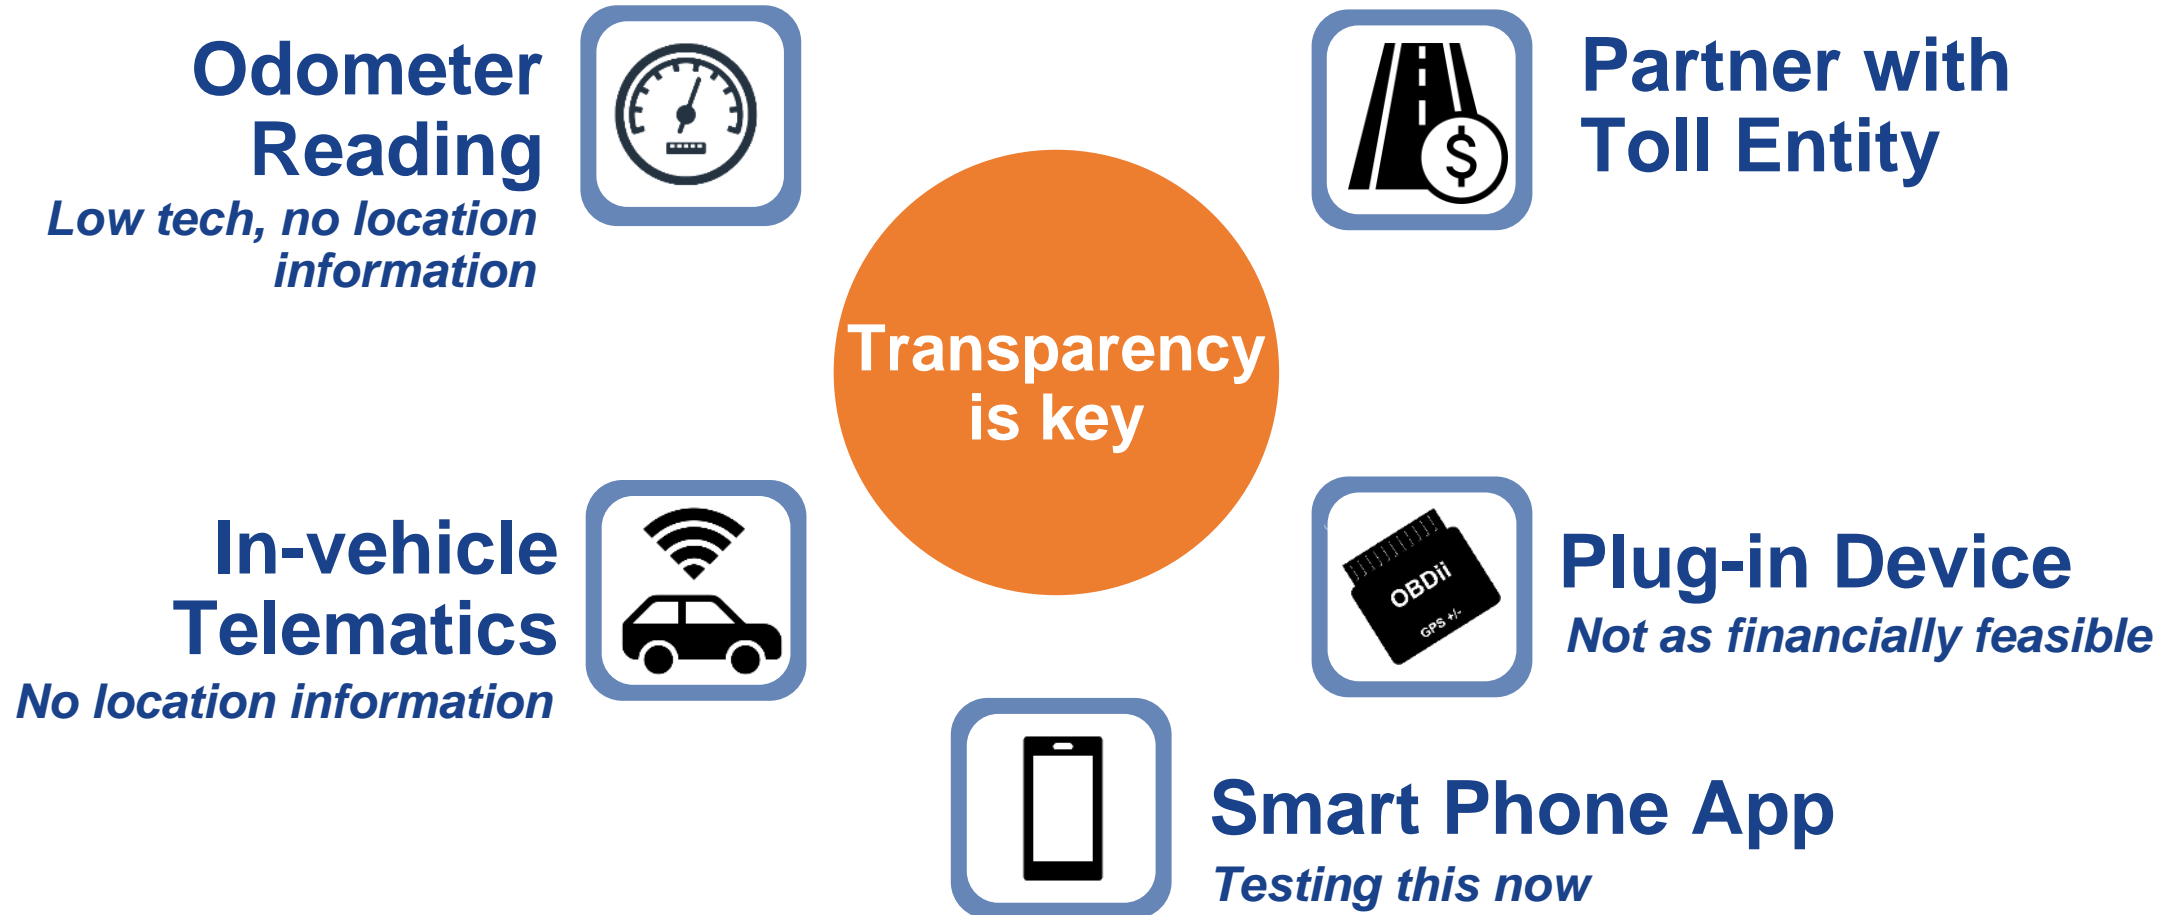 Odometer
Reading
Low tech, no location
information
Partner with
Toll Entity
$
Transparency
is key
In-vehicle
Telematics
No location information
OBDii
GPS +/-
Plug-in Device
Not as financially feasible
Smart Phone App
Testing this now